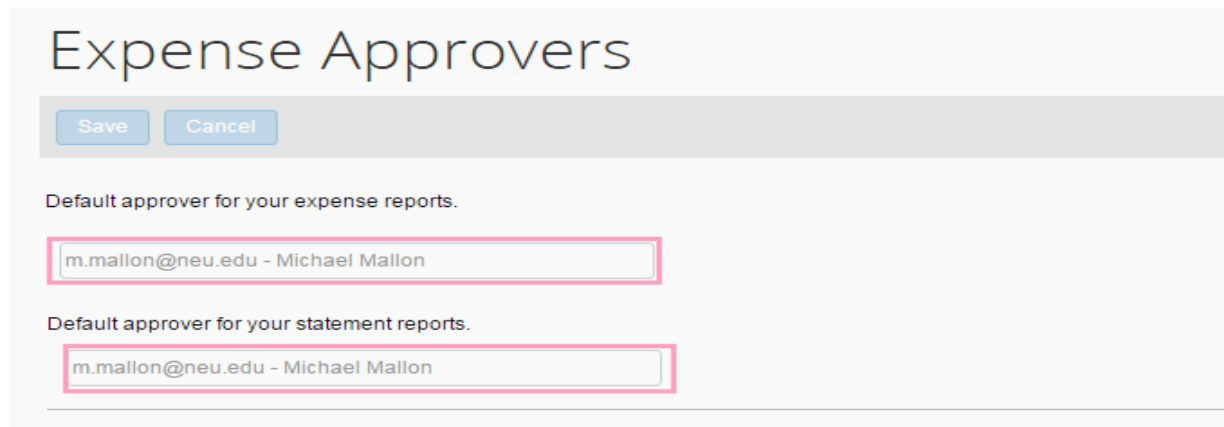 Expense Approvers
Save Cancel
Default approver for your expense reports.
m.mallon@neu.edu - Michael Mallon
Default approver for your statement reports.
m.mallon@neu.edu - Michael Mallon